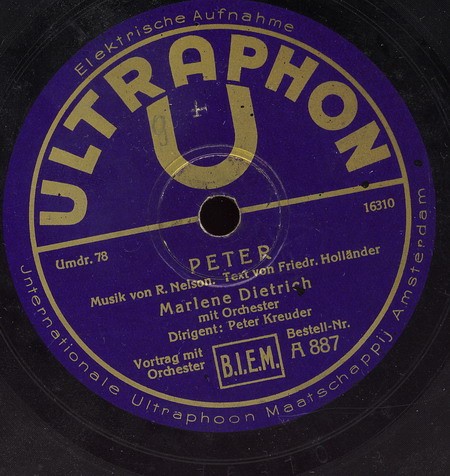 Elektrische Aufnahme
ULTRAPHON
U
Umdr. 78
16310
PETER
Musik von R. Nelson. Text von Friedr. Holländer
Marlene Dietrich
mit Orchester
Dirigent: Peter Kreuder
Vortrag mit
Orchester
B.I.E.M.
Bestell-Nr.
A 887
Jnternationale Ultraphoon Maatschappij Amsterdam